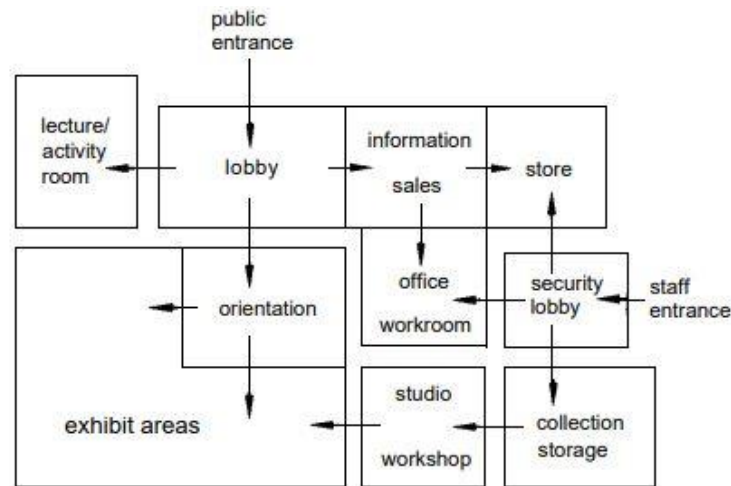 public
entrance
lecture/
activity
room
lobby
information
sales
store
orientation
office
workroom
security
lobby
staff
entrance
exhibit areas
studio
workshop
collection
storage